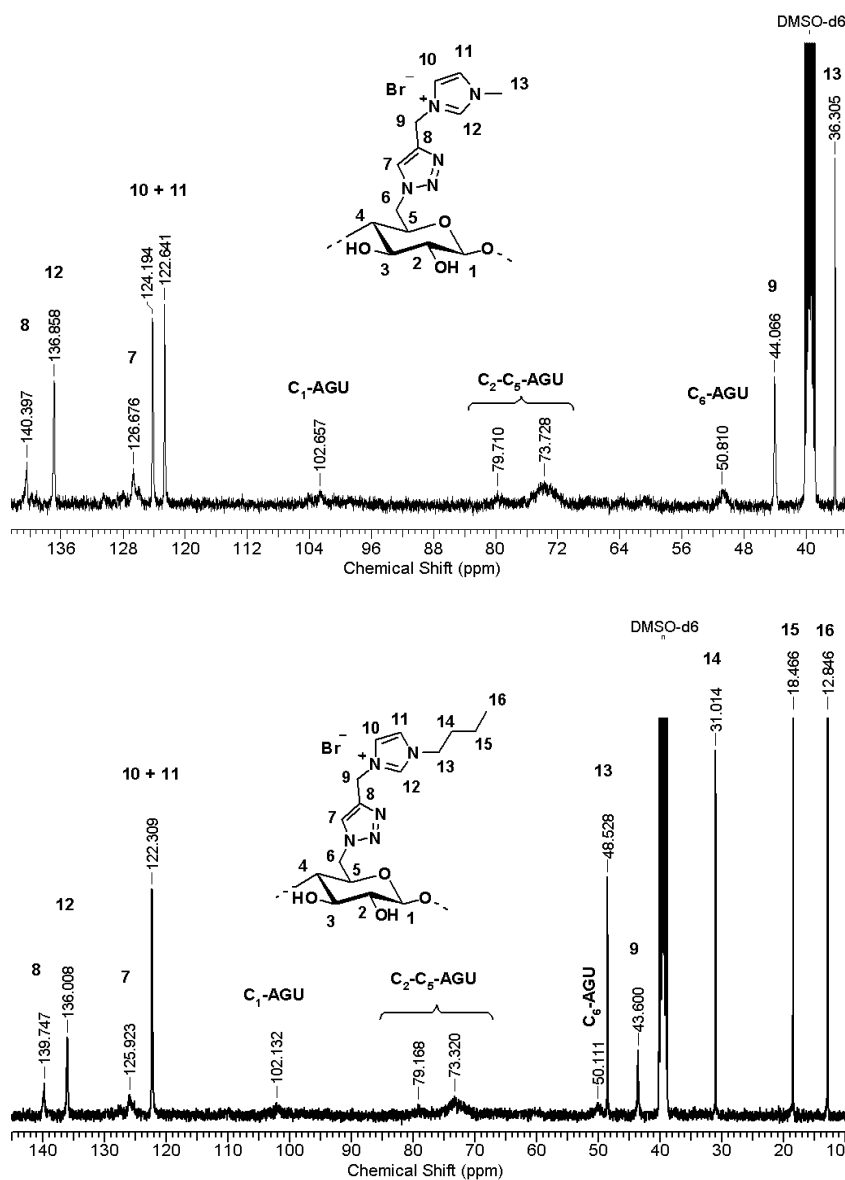 DMSO-d6
13
36.305
10
11
13
Br⁻
N
+
N
12
9
8
7
N
N
N
6
4
5
O
HO
3
2
OH
1
O
10 + 11
124.194
122.641
12
136.858
8
140.397
7
126.676
C₁-AGU
102.657
C₂-C₅-AGU
79.710
73.728
C₆-AGU
50.810
9
44.066
136 128 120 112 104 96 88 80 72 64 56 48 40
Chemical Shift (ppm)
DMSO-d6
n
14
31.014
15
18.466
16
12.846
16
14
15
13
10
11
Br⁻
N
+
N
12
9
8
7
N
N
N
6
4
5
O
HO
3
2
OH
1
O
10 + 11
122.309
12
136.008
8
139.747
7
125.923
C₁-AGU
102.132
C₂-C₅-AGU
79.168
73.320
C₆-AGU
50.111
13
48.528
9
43.600
140 130 120 110 100 90 80 70 60 50 40 30 20 10
Chemical Shift (ppm)